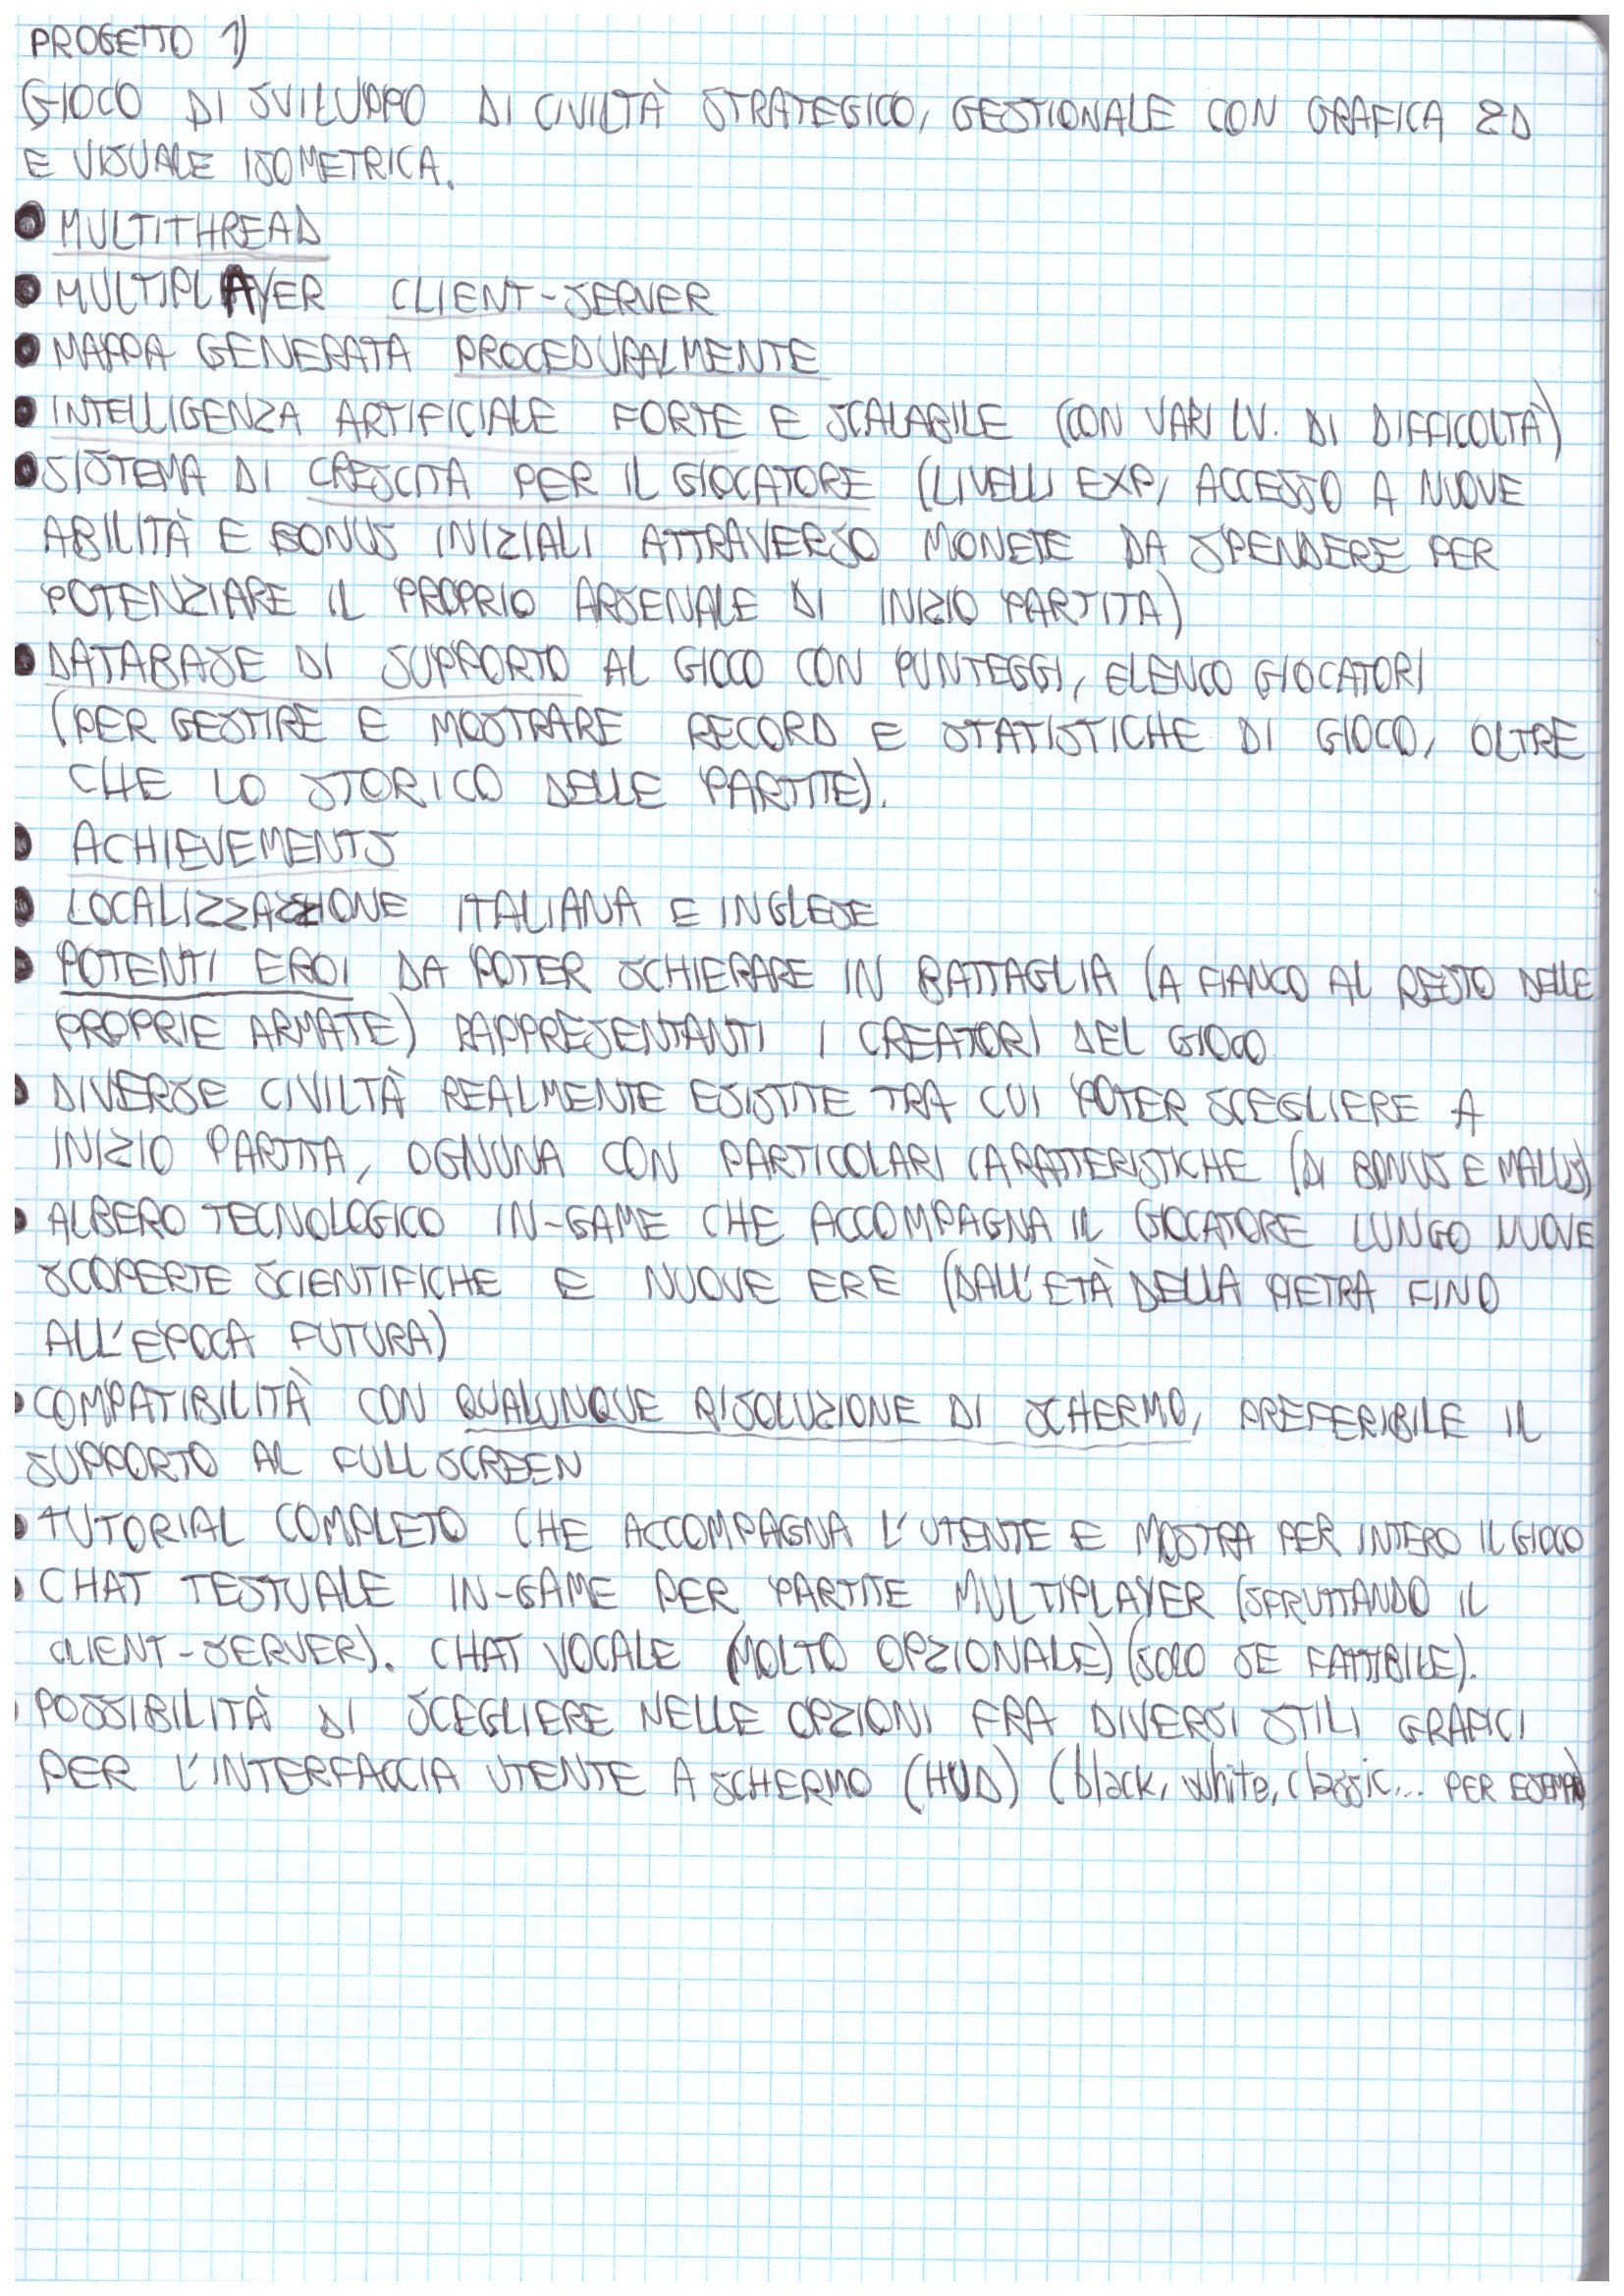 PROGETTO 1)
GIOCO DI SVILUPPO DI CIVILTÀ STRATEGICO, GESTIONALE CON GRAFICA 2D
E VISUALE ISOMETRICA.
• MULTITHREAD
• MULTIPLAYER CLIENT-SERVER
• MAPPA GENERATA PROCEDURALMENTE
• INTELLIGENZA ARTIFICIALE FORTE E SCALABILE (CON VARI LV. DI DIFFICOLTÀ)
• SISTEMA DI CRESCITA PER IL GIOCATORE (LIVELLI EXP, ACCESSO A NUOVE
ABILITÀ E BONUS INIZIALI ATTRAVERSO MONETE DA SPENDERE PER
POTENZIARE IL PROPRIO ARSENALE DI INIZIO PARTITA)
• DATABASE DI SUPPORTO AL GIOCO CON PUNTEGGI, ELENCO GIOCATORI
(PER GESTIRE E MOSTRARE RECORD E STATISTICHE DI GIOCO, OLTRE
CHE LO STORICO DELLE PARTITE).
• ACHIEVEMENTS
• LOCALIZZAZIONE ITALIANA E INGLESE
• POTENTI EROI DA POTER SCHIERARE IN BATTAGLIA (A FIANCO AL RESTO DELLE
PROPRIE ARMATE) RAPPRESENTANTI I CREATORI DEL GIOCO
• DIVERSE CIVILTÀ REALMENTE ESISTITE TRA CUI POTER SCEGLIERE A
INIZIO PARTITA, OGNUNA CON PARTICOLARI CARATTERISTICHE (DI BONUS E MALUS)
• ALBERO TECNOLOGICO IN-GAME CHE ACCOMPAGNA IL GIOCATORE LUNGO NUOVE
SCOPERTE SCIENTIFICHE E NUOVE ERE (DALL'ETÀ DELLA PIETRA FINO
ALL'EPOCA FUTURA)
• COMPATIBILITÀ CON QUALUNQUE RISOLUZIONE DI SCHERMO, PREFERIBILE IL
SUPPORTO AL FULLSCREEN
• TUTORIAL COMPLETO CHE ACCOMPAGNA L'UTENTE E MOSTRA PER INTERO IL GIOCO
• CHAT TESTUALE IN-GAME PER PARTITE MULTIPLAYER (SFRUTTANDO IL
CLIENT-SERVER). CHAT VOCALE (MOLTO OPZIONALE) (SOLO SE FATTIBILE).
• POSSIBILITÀ DI SCEGLIERE NELLE OPZIONI FRA DIVERSI STILI GRAFICI
PER L'INTERFACCIA UTENTE A SCHERMO (HUD) (black, white, classic... PER ESEMPIO)